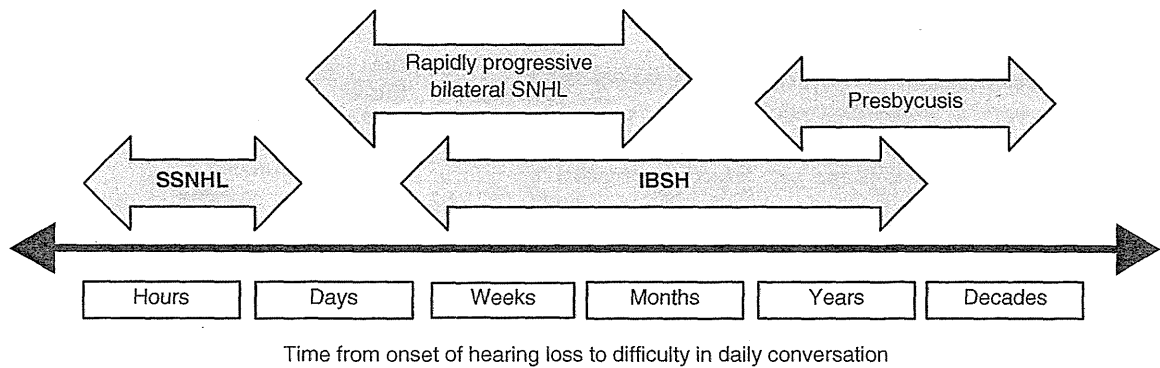 Rapidly progressive
bilateral SNHL
Presbycusis
SSNHL
IBSH
Hours
Days
Weeks
Months
Years
Decades
Time from onset of hearing loss to difficulty in daily conversation